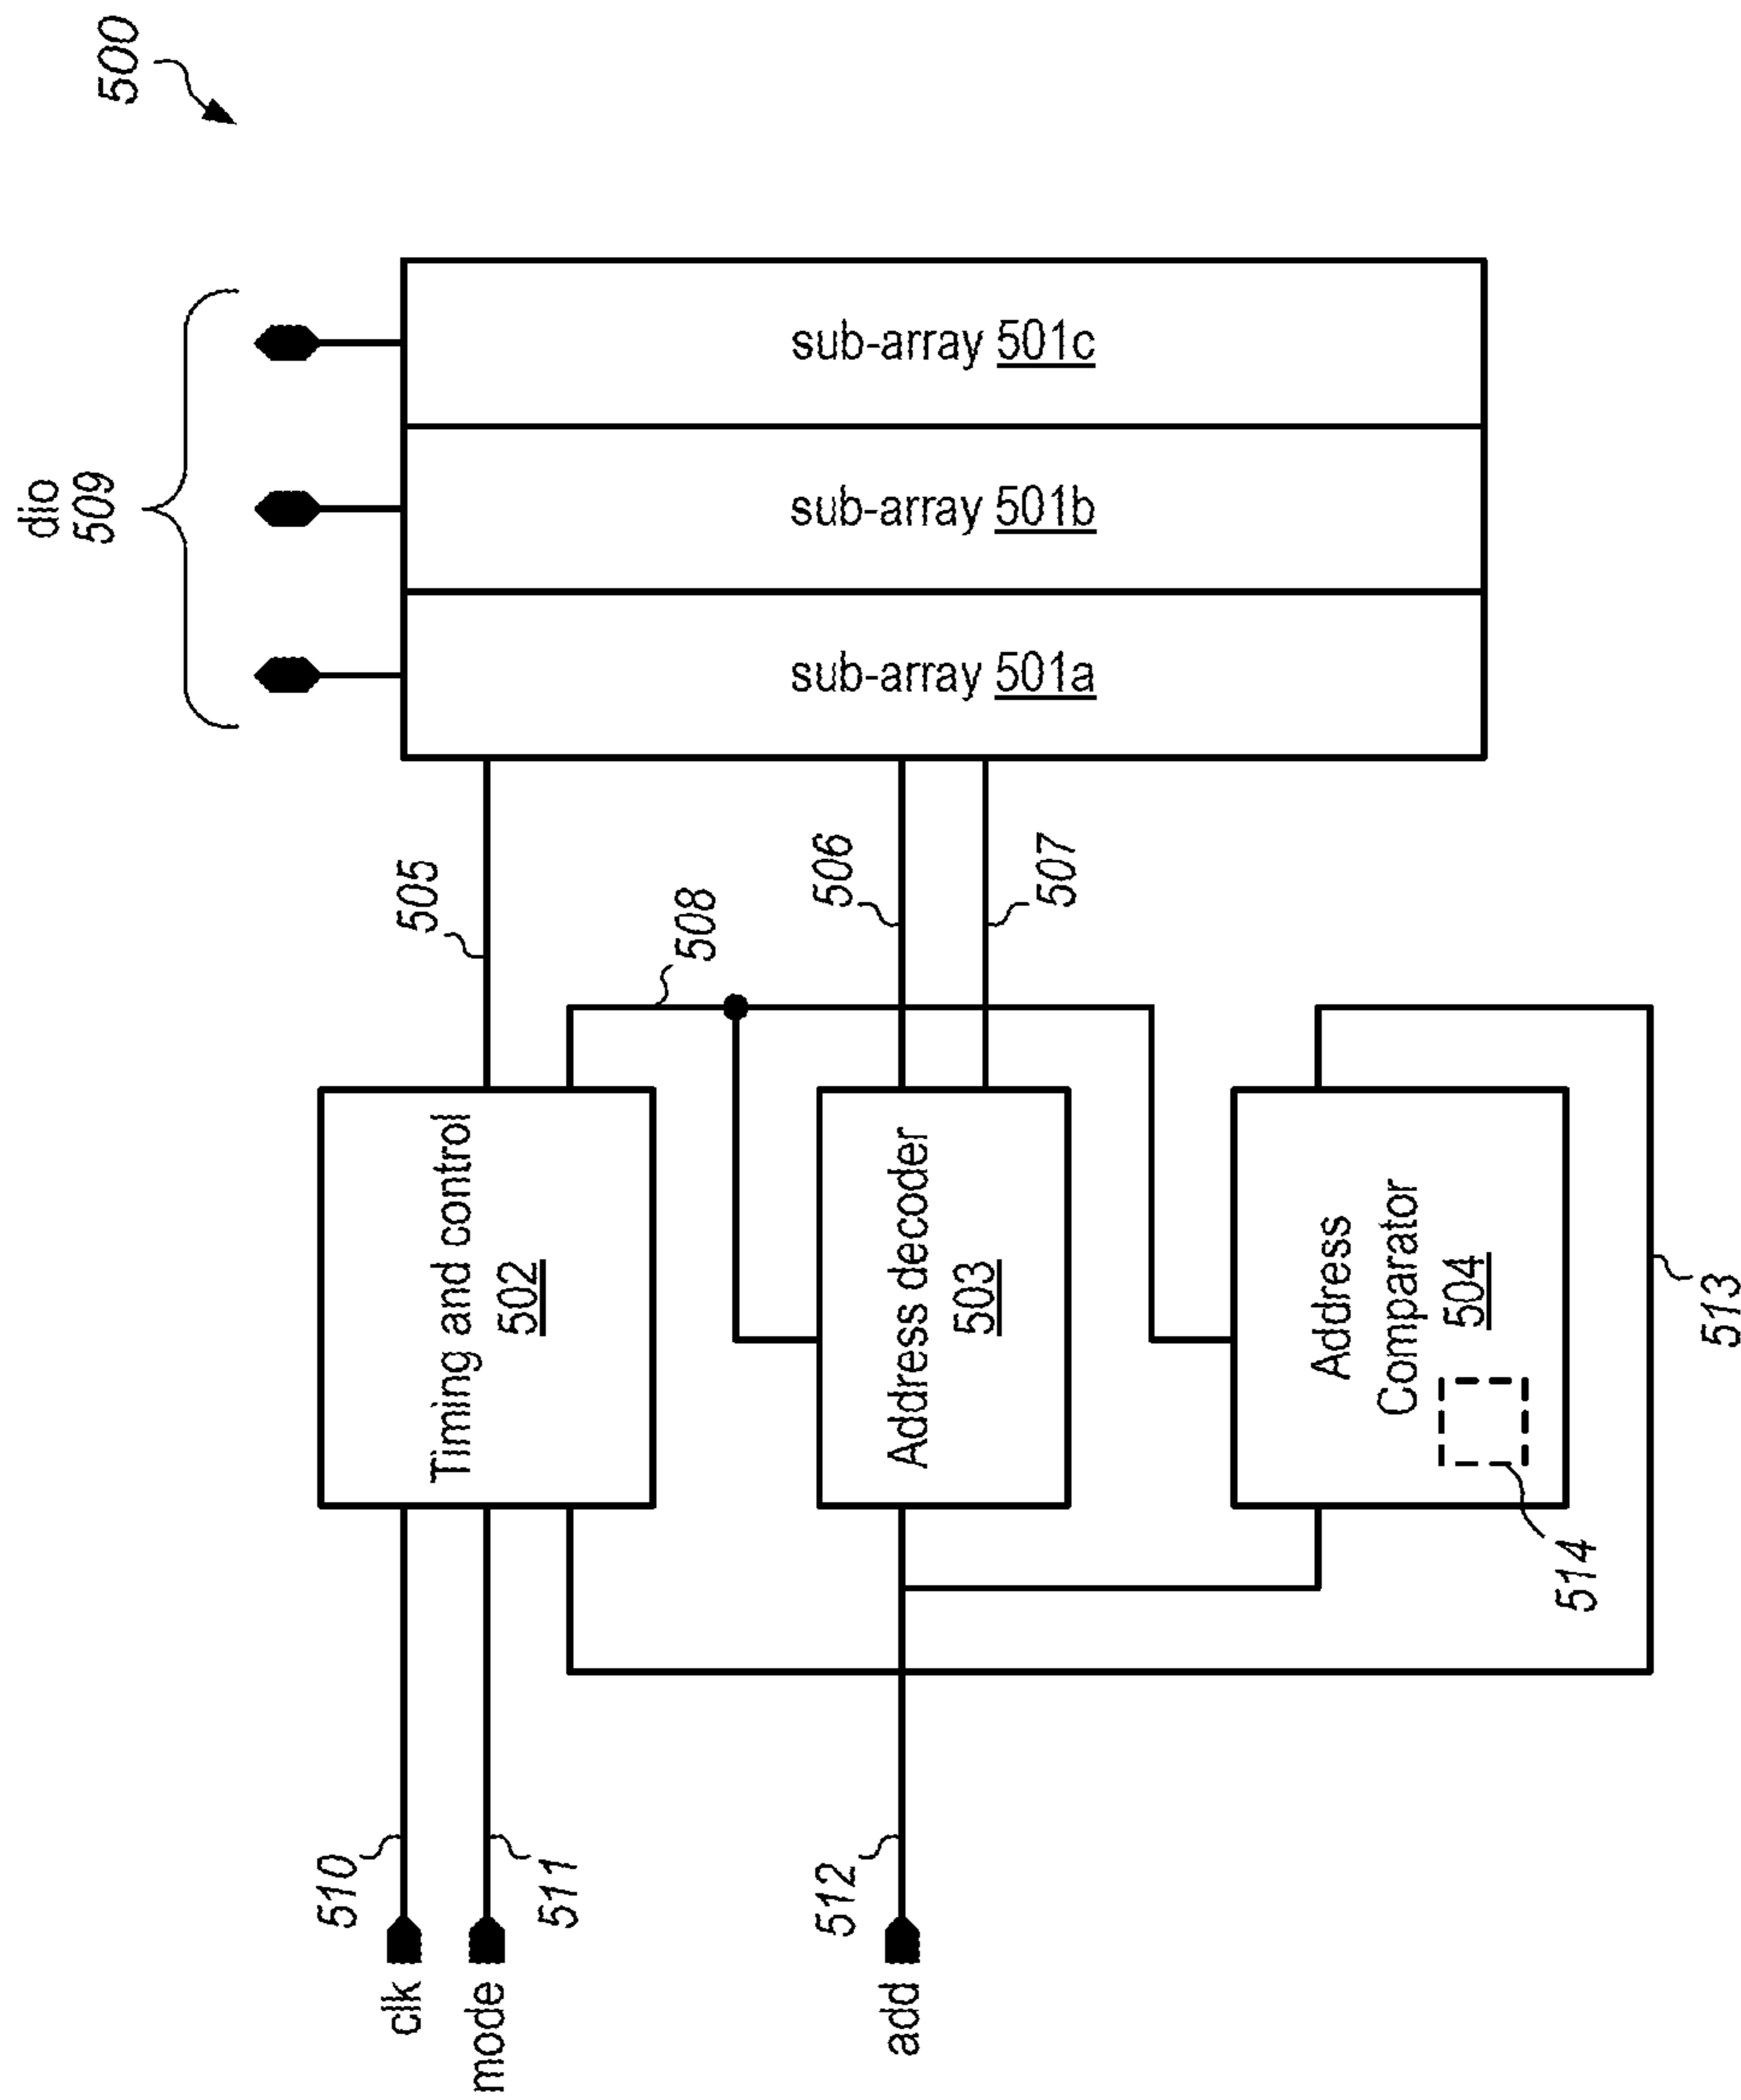 500
dio
509
sub-array 501c
sub-array 501b
sub-array 501a
505
508
506
507
Timing and control
502
Address decoder
503
Address
Comparator
504
514
513
510
511
512
clk
mode
add